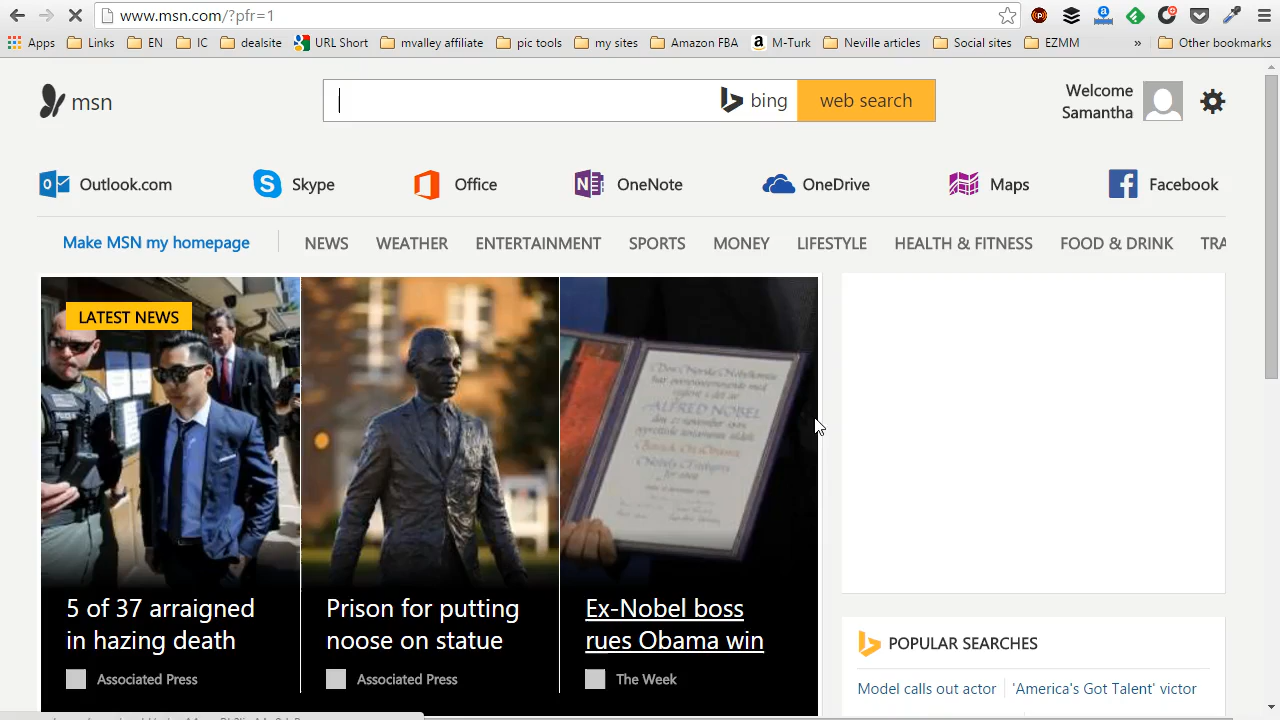 www.msn.com/?pfr=1
Apps Links EN IC dealsite URL Short mvalley affiliate pic tools my sites Amazon FBA M-Turk Neville articles Social sites EZMM » Other bookmarks
msn
bing
web search
Welcome
Samantha
Outlook.com Skype Office OneNote OneDrive Maps Facebook
Make MSN my homepage NEWS WEATHER ENTERTAINMENT SPORTS MONEY LIFESTYLE HEALTH & FITNESS FOOD & DRINK TRA
LATEST NEWS
ALFRED NOBEL
5 of 37 arraigned
in hazing death
Associated Press
Prison for putting
noose on statue
Associated Press
Ex-Nobel boss
rues Obama win
The Week
POPULAR SEARCHES
Model calls out actor
'America's Got Talent' victor